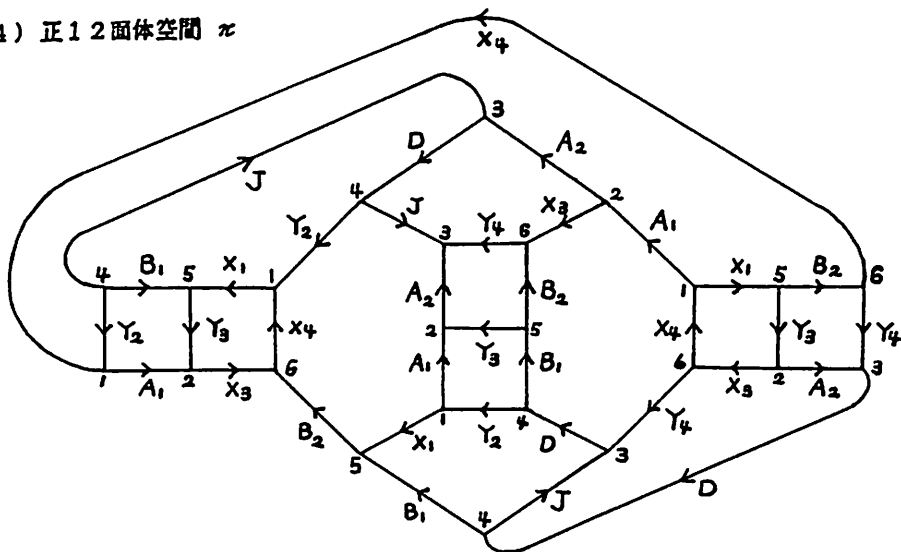 4) 正12面体空間 π
X4
3
D A2
J
4 2
J X3
Y2 Y4 A1
3 6
4 B1 5 X1 1 1 X1 5 B2 6
A2 B2
Y2 Y3 X4 2 5 X4 Y3 Y4
Y3
A1 B1
1 A1 2 X3 6 6 X3 2 A2 3
1 Y2 4
B2 X1 D Y4
5 3
B1 J D
4